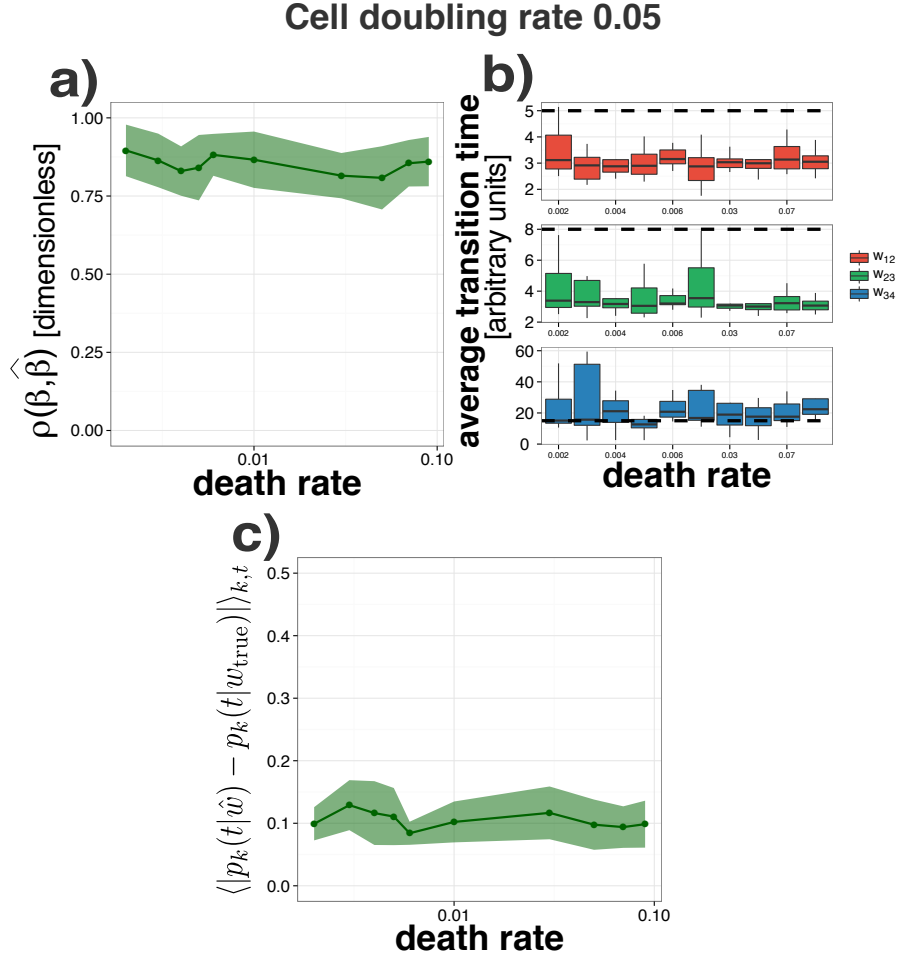 Cell doubling rate 0.05
a)
ρ(β,β̂) [dimensionless]
1.00
0.75
0.50
0.25
0.00
0.01 0.10
death rate
b)
average transition time
[arbitrary units]
5
4
3
2
0.002 0.004 0.006 0.03 0.07
8
6
4
2
0.002 0.004 0.006 0.03 0.07
60
40
20
0
0.002 0.004 0.006 0.03 0.07
death rate
w12
w23
w34
c)
⟨|pk(t|ŵ) − pk(t|wtrue)|⟩k,t
0.5
0.4
0.3
0.2
0.1
0.0
0.01 0.10
death rate